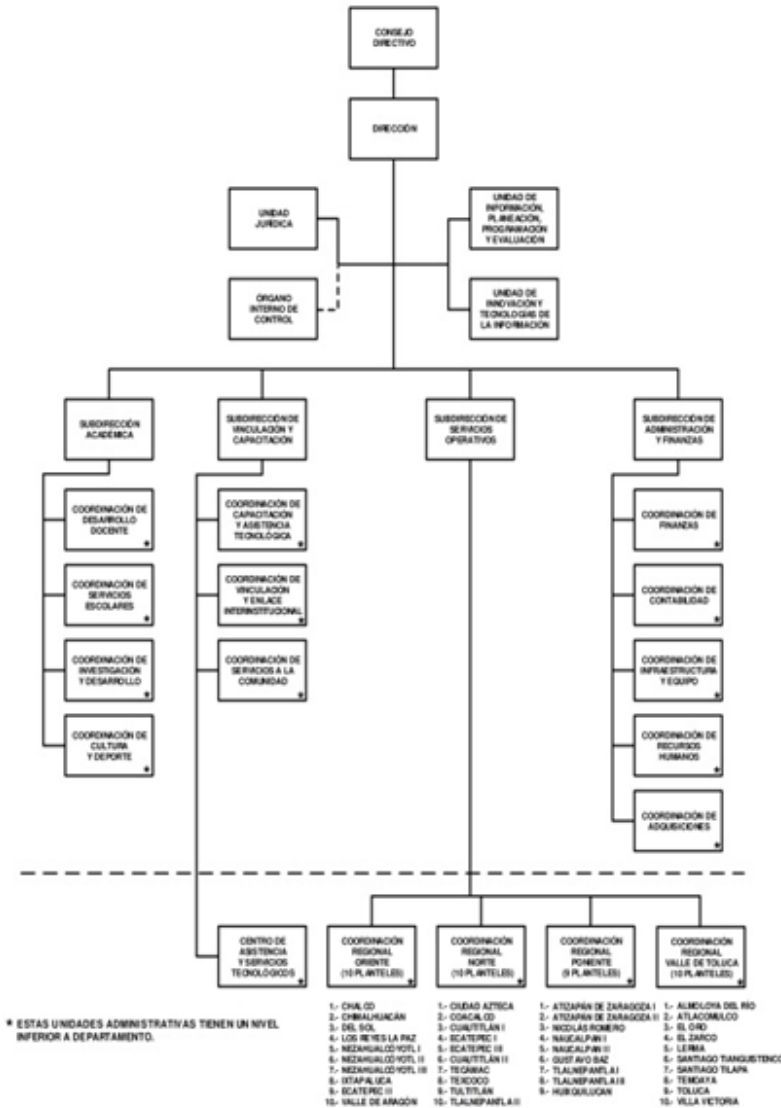 CONSEJO
DIRECTIVO
DIRECCIÓN
UNIDAD
JURÍDICA
UNIDAD DE
INFORMACIÓN,
PLANEACIÓN,
PROGRAMACIÓN
Y EVALUACIÓN
ÓRGANO
INTERNO DE
CONTROL
UNIDAD DE
INNOVACIÓN Y
TECNOLOGÍAS DE
LA INFORMACIÓN
SUBDIRECCIÓN
ACADÉMICA
SUBDIRECCIÓN DE
VINCULACIÓN Y
CAPACITACIÓN
SUBDIRECCIÓN DE
SERVICIOS
OPERATIVOS
SUBDIRECCIÓN DE
ADMINISTRACIÓN
Y FINANZAS
COORDINACIÓN DE
DESARROLLO
DOCENTE
*
COORDINACIÓN DE
SERVICIOS
ESCOLARES
*
COORDINACIÓN DE
INVESTIGACIÓN
Y DESARROLLO
*
COORDINACIÓN DE
CULTURA
Y DEPORTE
*
COORDINACIÓN DE
CAPACITACIÓN
Y ASISTENCIA
TECNOLÓGICA
*
COORDINACIÓN DE
VINCULACIÓN
Y ENLACE
INTERINSTITUCIONAL
*
COORDINACIÓN DE
SERVICIOS A LA
COMUNIDAD
*
COORDINACIÓN DE
FINANZAS
*
COORDINACIÓN DE
CONTABILIDAD
*
COORDINACIÓN DE
INFRAESTRUCTURA
Y EQUIPO
*
COORDINACIÓN DE
RECURSOS
HUMANOS
*
COORDINACIÓN DE
ADQUISICIONES
*
CENTRO DE
ASISTENCIA
Y SERVICIOS
TECNOLÓGICOS
*
COORDINACIÓN
REGIONAL
ORIENTE
(10 PLANTELES)
*
COORDINACIÓN
REGIONAL
NORTE
(10 PLANTELES)
*
COORDINACIÓN
REGIONAL
PONIENTE
(9 PLANTELES)
*
COORDINACIÓN
REGIONAL
VALLE DE TOLUCA
(10 PLANTELES)
*
1.- CHALCO
2.- CHIMALHUACÁN
3.- DEL SOL
4.- LOS REYES LA PAZ
5.- NEZAHUALCÓYOTL I
6.- NEZAHUALCÓYOTL II
7.- NEZAHUALCÓYOTL III
8.- IXTAPALUCA
9.- ECATEPEC II
10.- VALLE DE ARAGÓN
1.- CIUDAD AZTECA
2.- COACALCO
3.- CUAUTITLÁN I
4.- ECATEPEC I
5.- ECATEPEC III
6.- CUAUTITLÁN II
7.- TECÁMAC
8.- TEXCOCO
9.- TULTITLÁN
10.- TLALNEPANTLA II
1.- ATIZAPÁN DE ZARAGOZA I
2.- ATIZAPÁN DE ZARAGOZA II
3.- NICOLÁS ROMERO
4.- NAUCALPAN I
5.- NAUCALPAN II
6.- GUSTAVO BAZ
7.- TLALNEPANTLA I
8.- TLALNEPANTLA III
9.- HUIXQUILUCAN
1.- ALMOLOYA DEL RÍO
2.- ATLACOMULCO
3.- EL ORO
4.- EL ZARCO
5.- LERMA
6.- SANTIAGO TIANGUISTENCO
7.- SANTIAGO TILAPA
8.- TEMOAYA
9.- TOLUCA
10.- VILLA VICTORIA
* ESTAS UNIDADES ADMINISTRATIVAS TIENEN UN NIVEL
INFERIOR A DEPARTAMENTO.